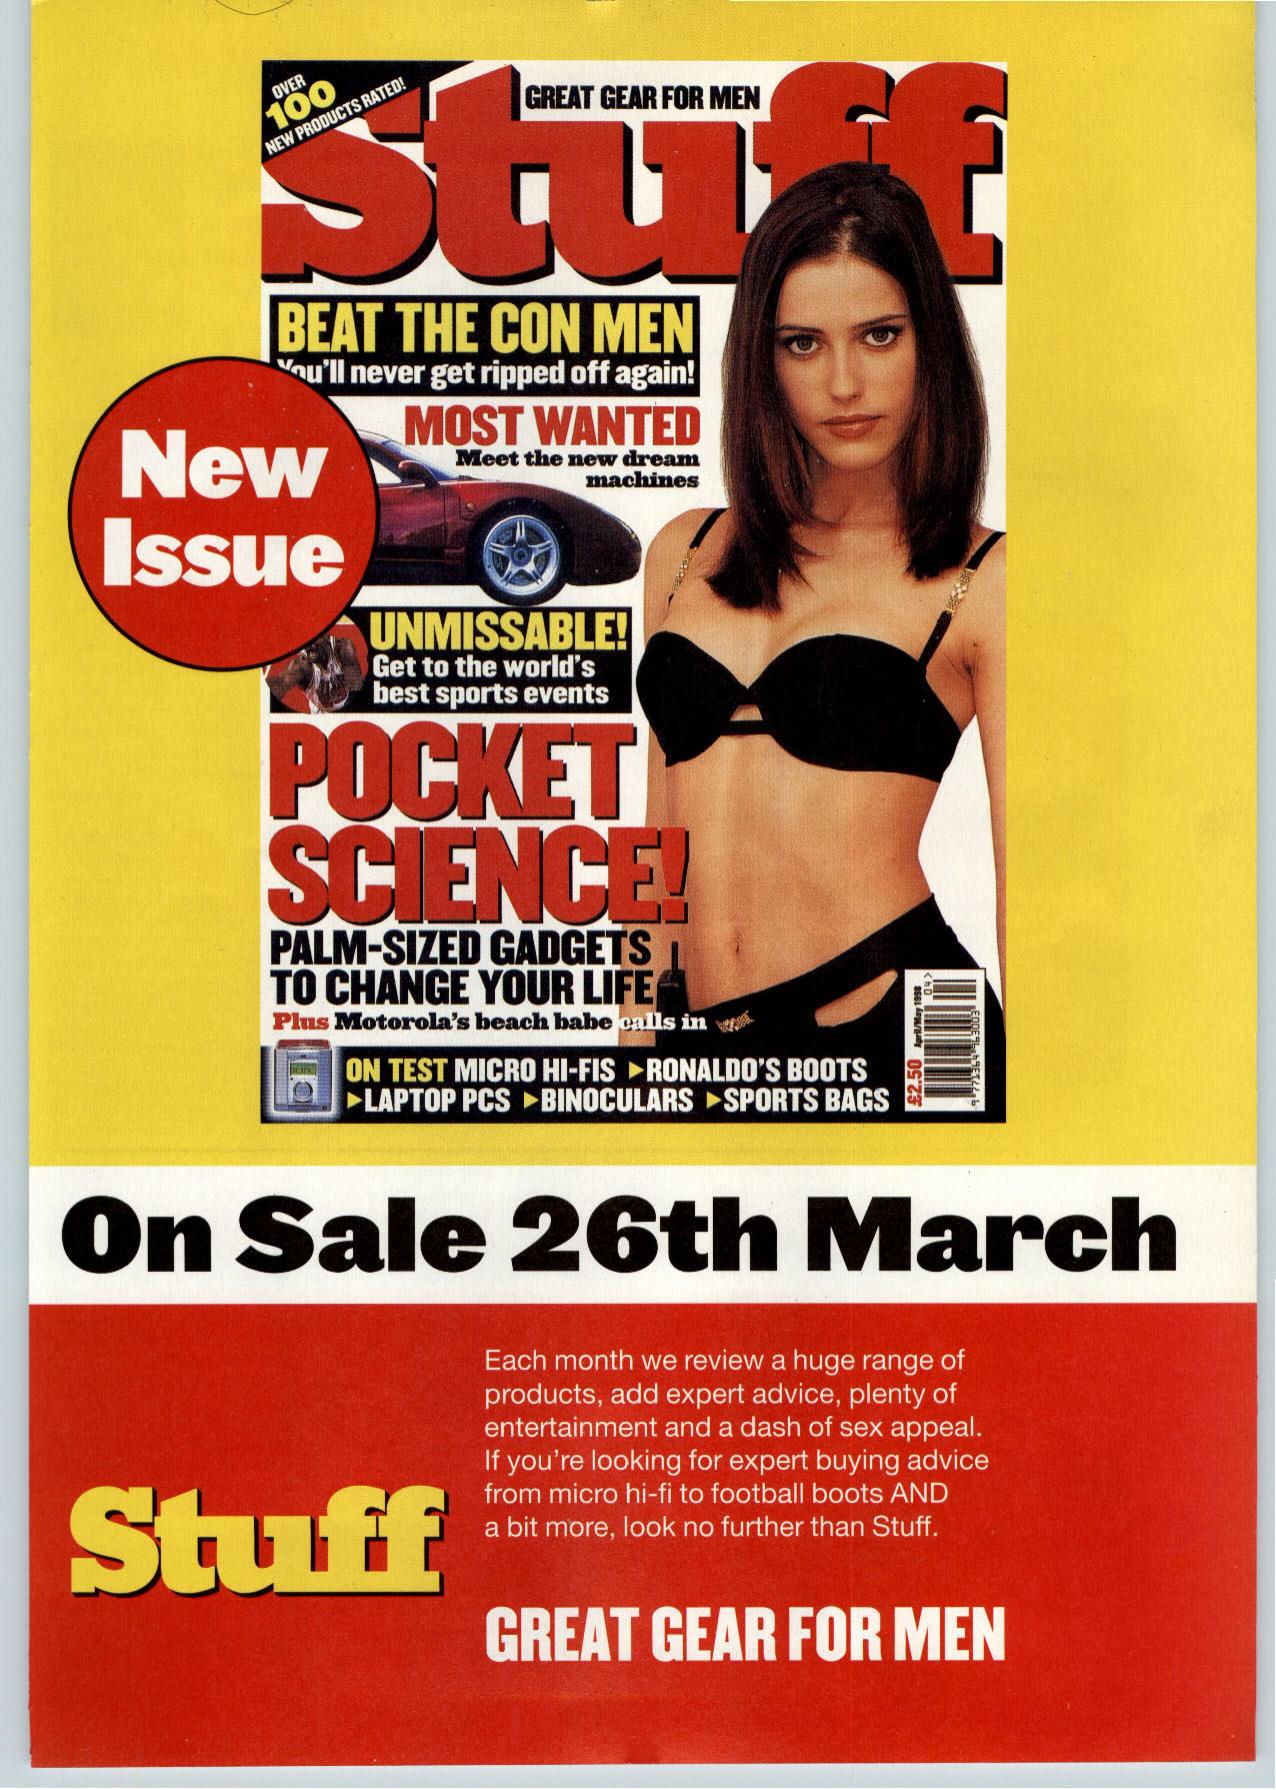 OVER
100
NEW PRODUCTS RATED!
GREAT GEAR FOR MEN
Stuff
BEAT THE CON MEN
You'll never get ripped off again!
MOST WANTED
Meet the new dream
machines
New
Issue
UNMISSABLE!
Get to the world's
best sports events
POCKET
SCIENCE!
PALM-SIZED GADGETS
TO CHANGE YOUR LIFE
Plus Motorola's beach babe calls in
ON TEST MICRO HI-FIS ▶RONALDO'S BOOTS
▶LAPTOP PCS ▶BINOCULARS ▶SPORTS BAGS
£2.50 April/May 1998
04>
On Sale 26th March
Each month we review a huge range of
products, add expert advice, plenty of
entertainment and a dash of sex appeal.
If you're looking for expert buying advice
from micro hi-fi to football boots AND
a bit more, look no further than Stuff.
Stuff
GREAT GEAR FOR MEN